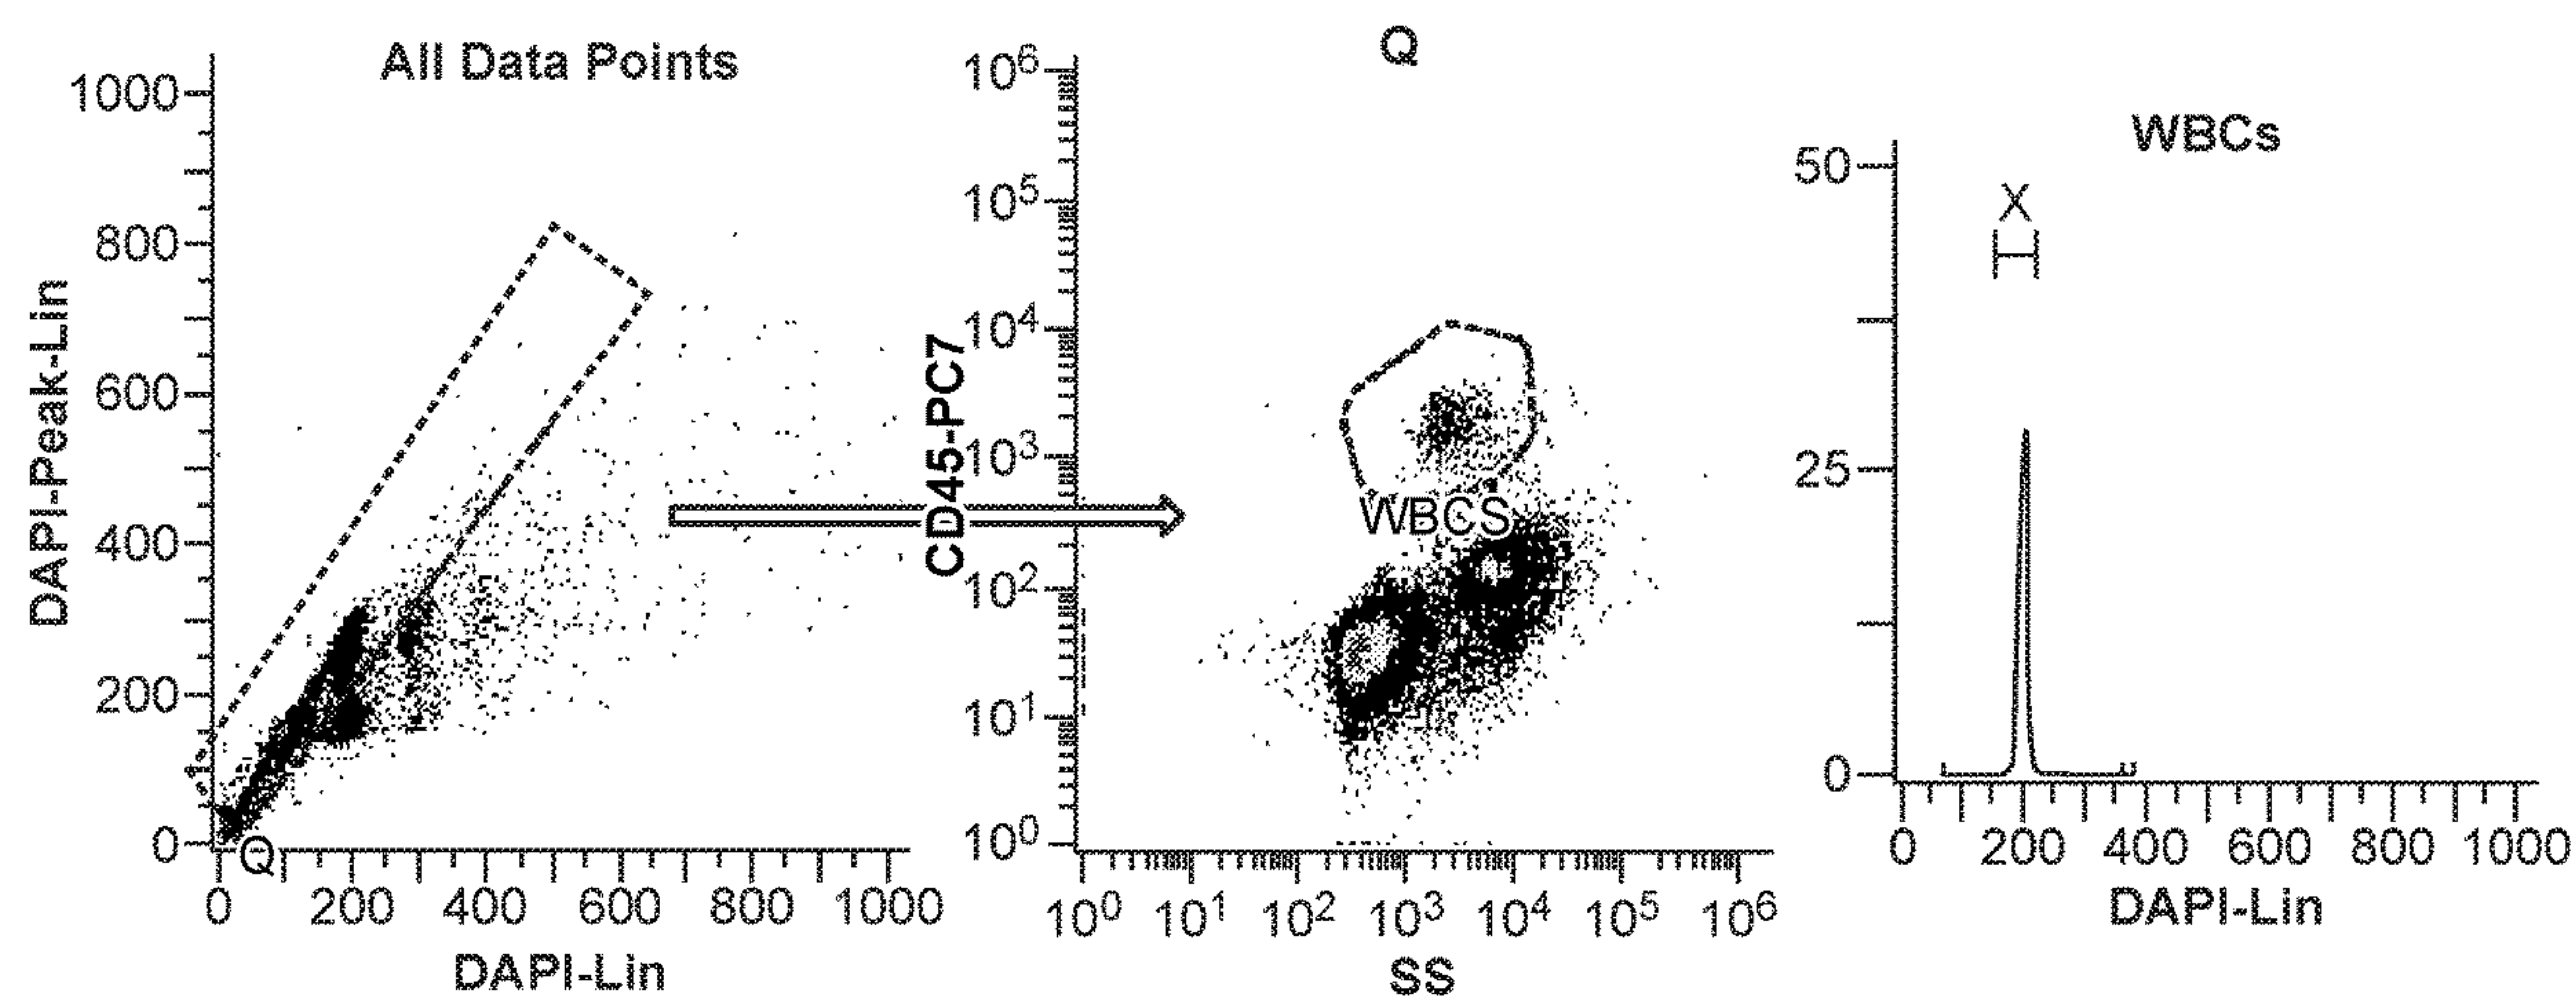 All Data Points
DAPI-Peak-Lin
1000
800
600
400
200
0
Q
0 200 400 600 800 1000
DAPI-Lin
Q
CD45-PC7
10⁶
10⁵
10⁴
10³
10²
10¹
10⁰
WBCS
10⁰ 10¹ 10² 10³ 10⁴ 10⁵ 10⁶
SS
WBCs
X
50
25
0
0 200 400 600 800 1000
DAPI-Lin